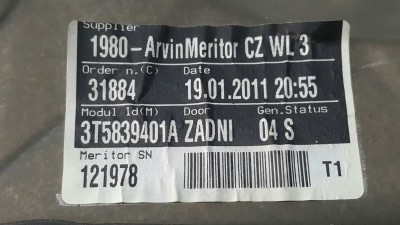 Supplier
1980-ArvinMeritor CZ WL 3
Order n.(C) Date
31884 19.01.2011 20:55
Modul Id(M) Door Gen.Status
3T5839401A ZADNI 04 S
Meritor SN
121978 T1